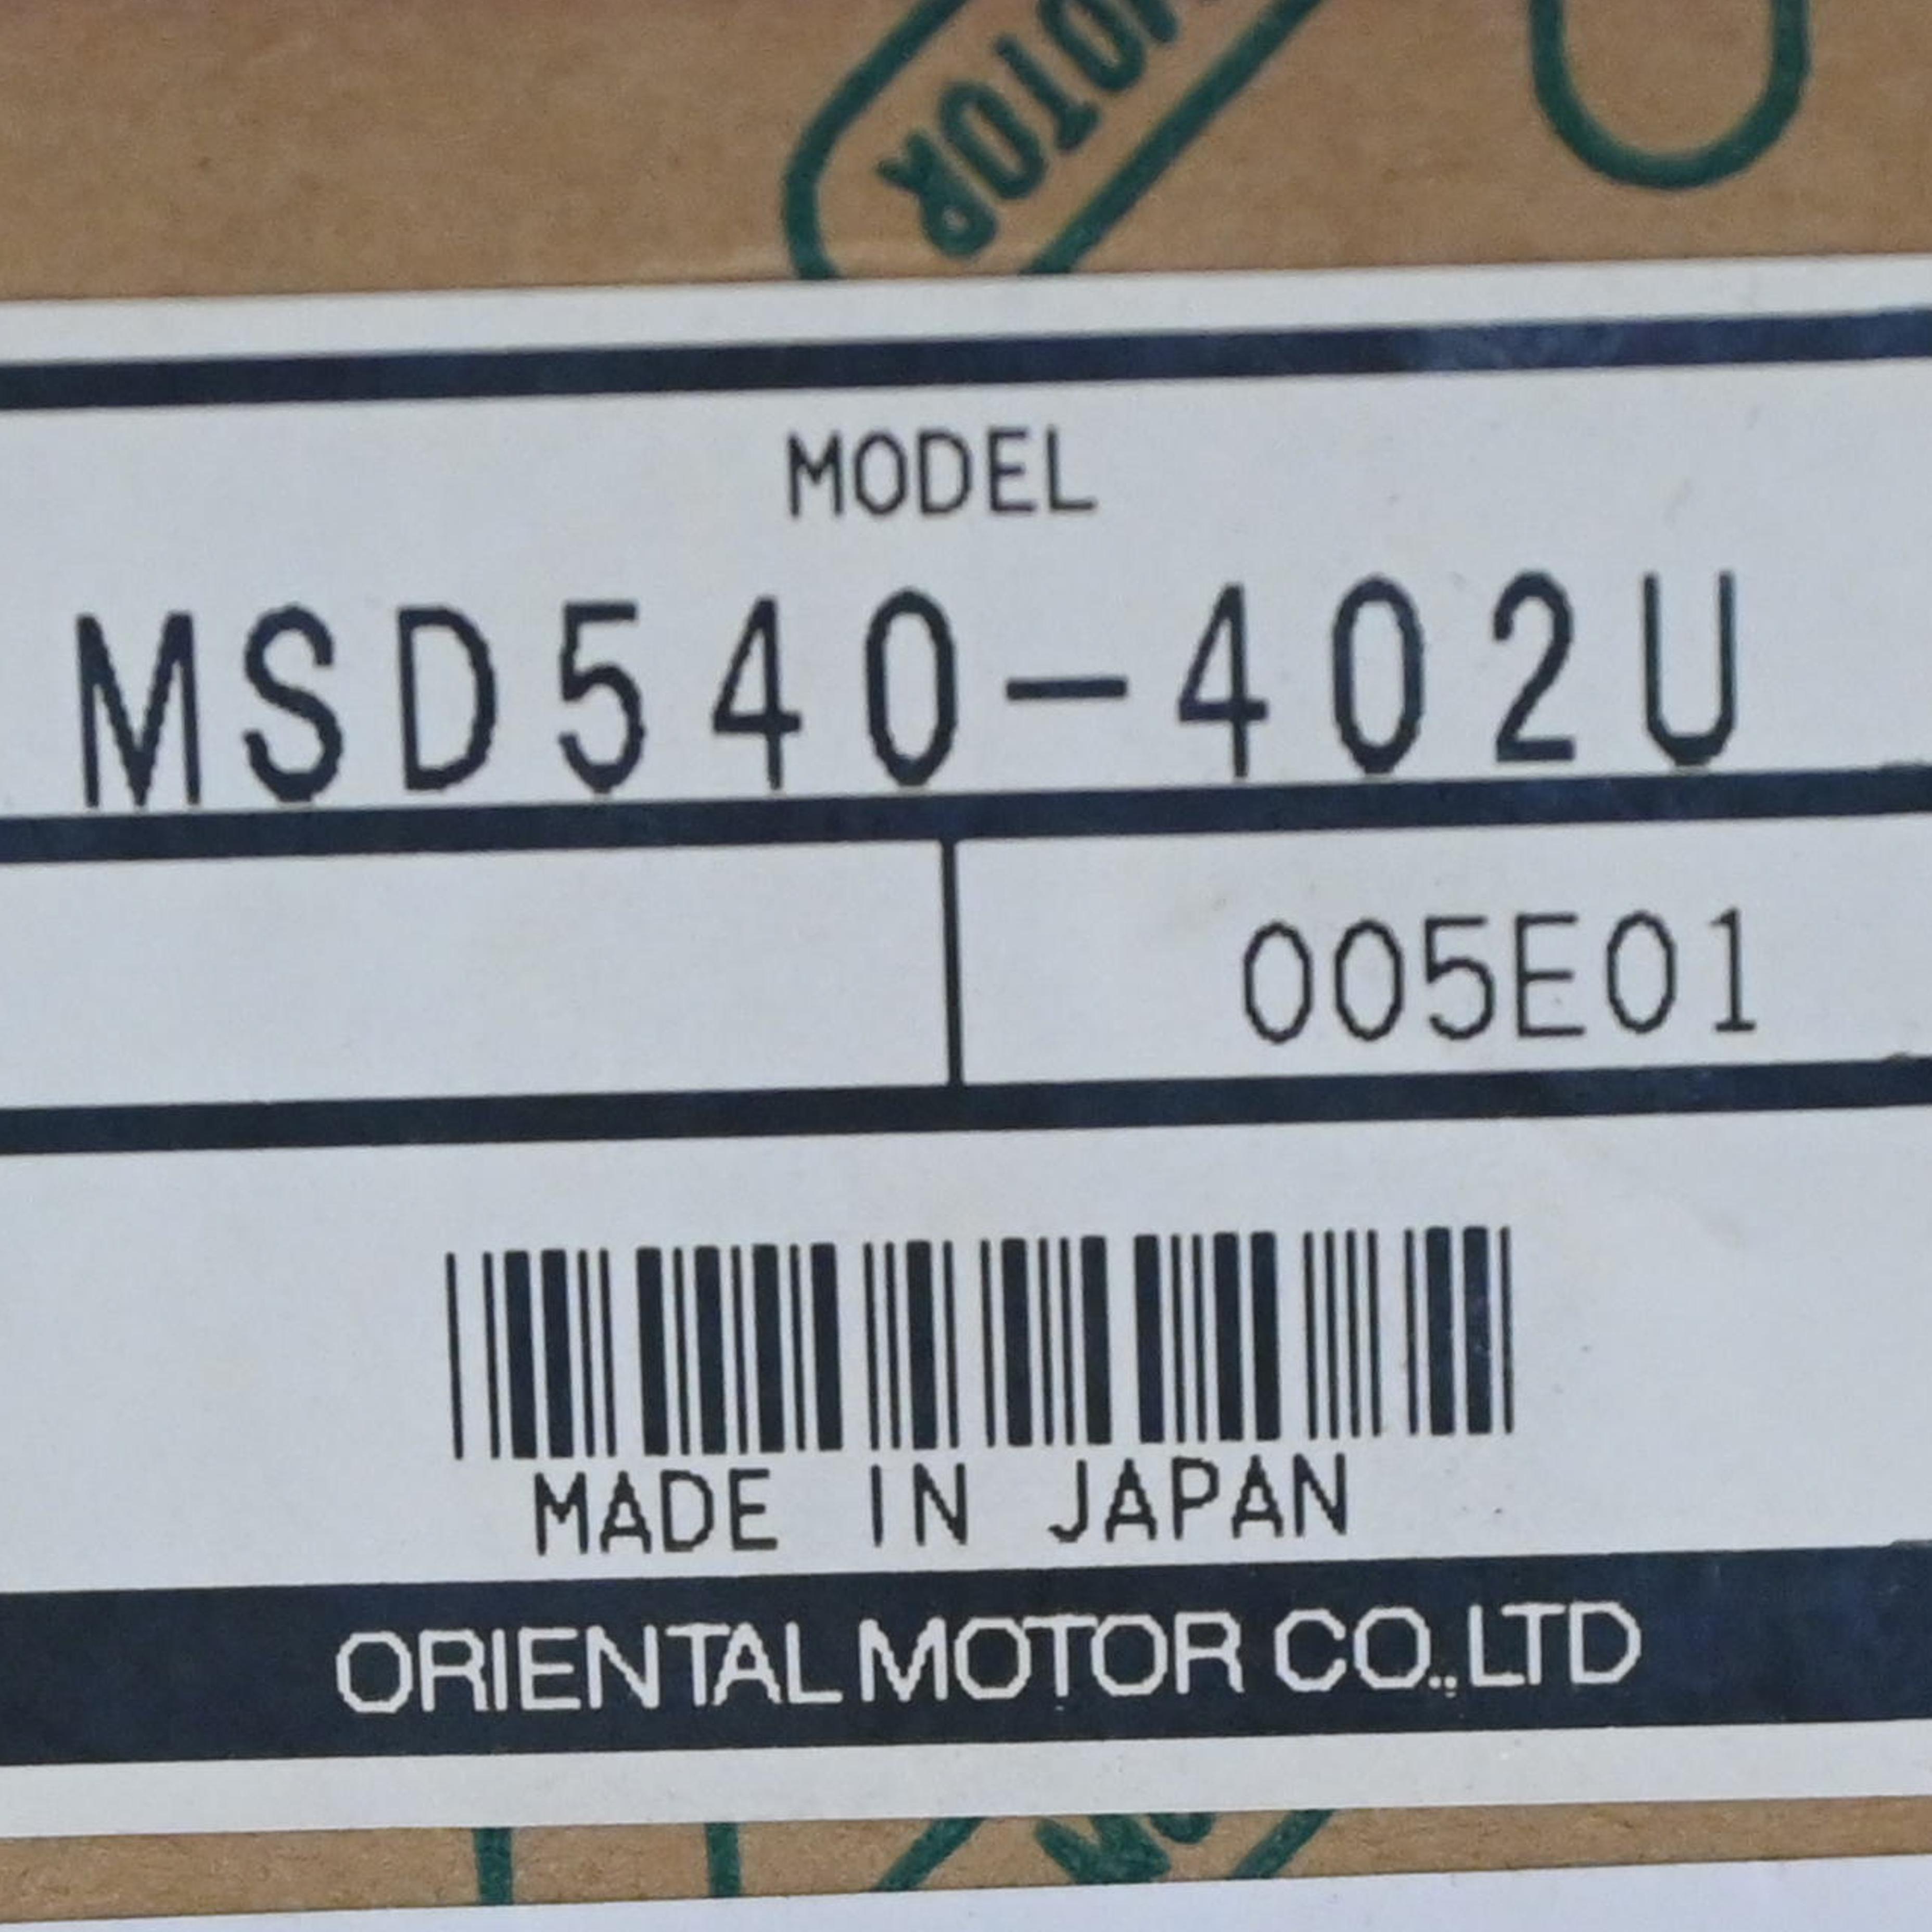 MOTOR
MODEL
MSD540-402U
005E01
MADE IN JAPAN
ORIENTAL MOTOR CO.,LTD